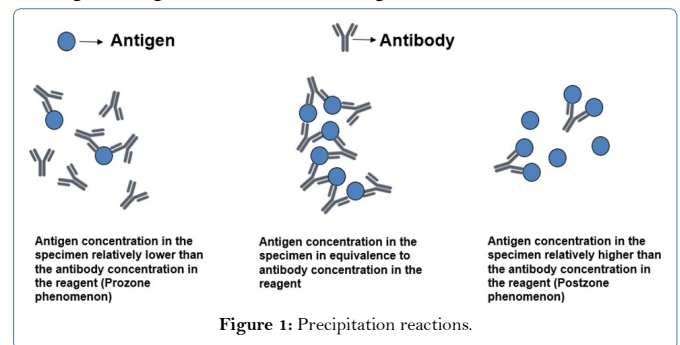 Antigen
Antibody
Antigen concentration in the
specimen relatively lower than
the antibody concentration in
the reagent (Prozone
phenomenon)
Antigen concentration in the
specimen in equivalence to
antibody concentration in the
reagent
Antigen concentration in the
specimen relatively higher than
the antibody concentration in
the reagent (Postzone
phenomenon)
Figure 1: Precipitation reactions.